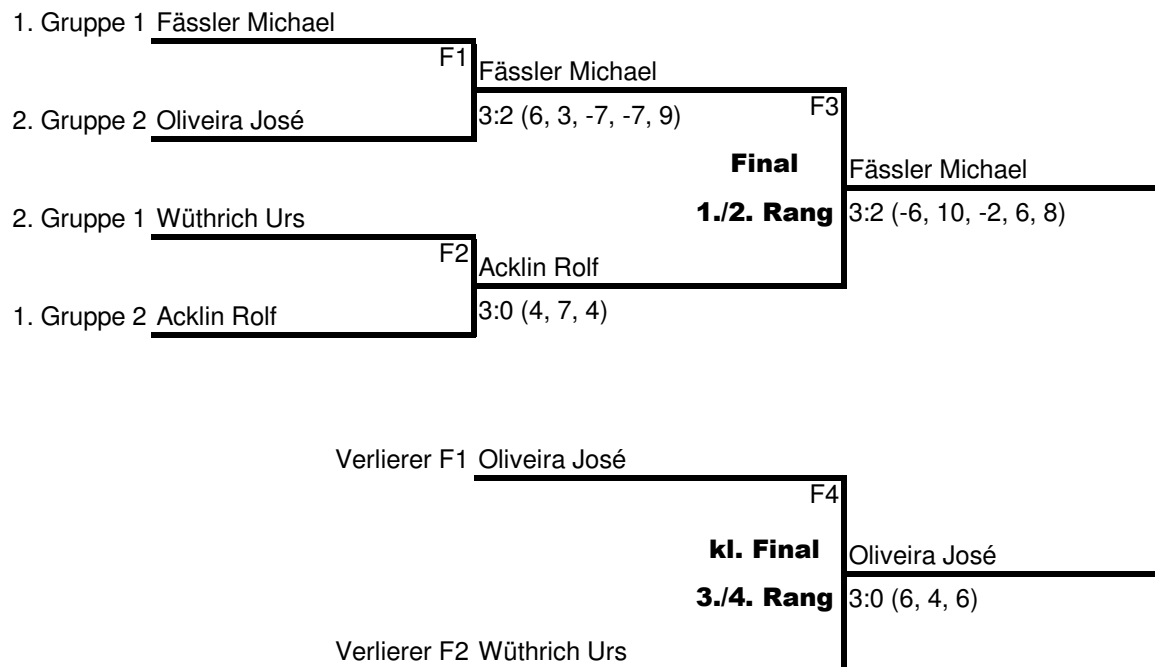 1. Gruppe 1 Fässler Michael
F1
Fässler Michael
2. Gruppe 2 Oliveira José
3:2 (6, 3, -7, -7, 9)
F3
Final
Fässler Michael
2. Gruppe 1 Wüthrich Urs
1./2. Rang
3:2 (-6, 10, -2, 6, 8)
F2
Acklin Rolf
1. Gruppe 2 Acklin Rolf
3:0 (4, 7, 4)
Verlierer F1 Oliveira José
F4
kl. Final
Oliveira José
3./4. Rang
3:0 (6, 4, 6)
Verlierer F2 Wüthrich Urs